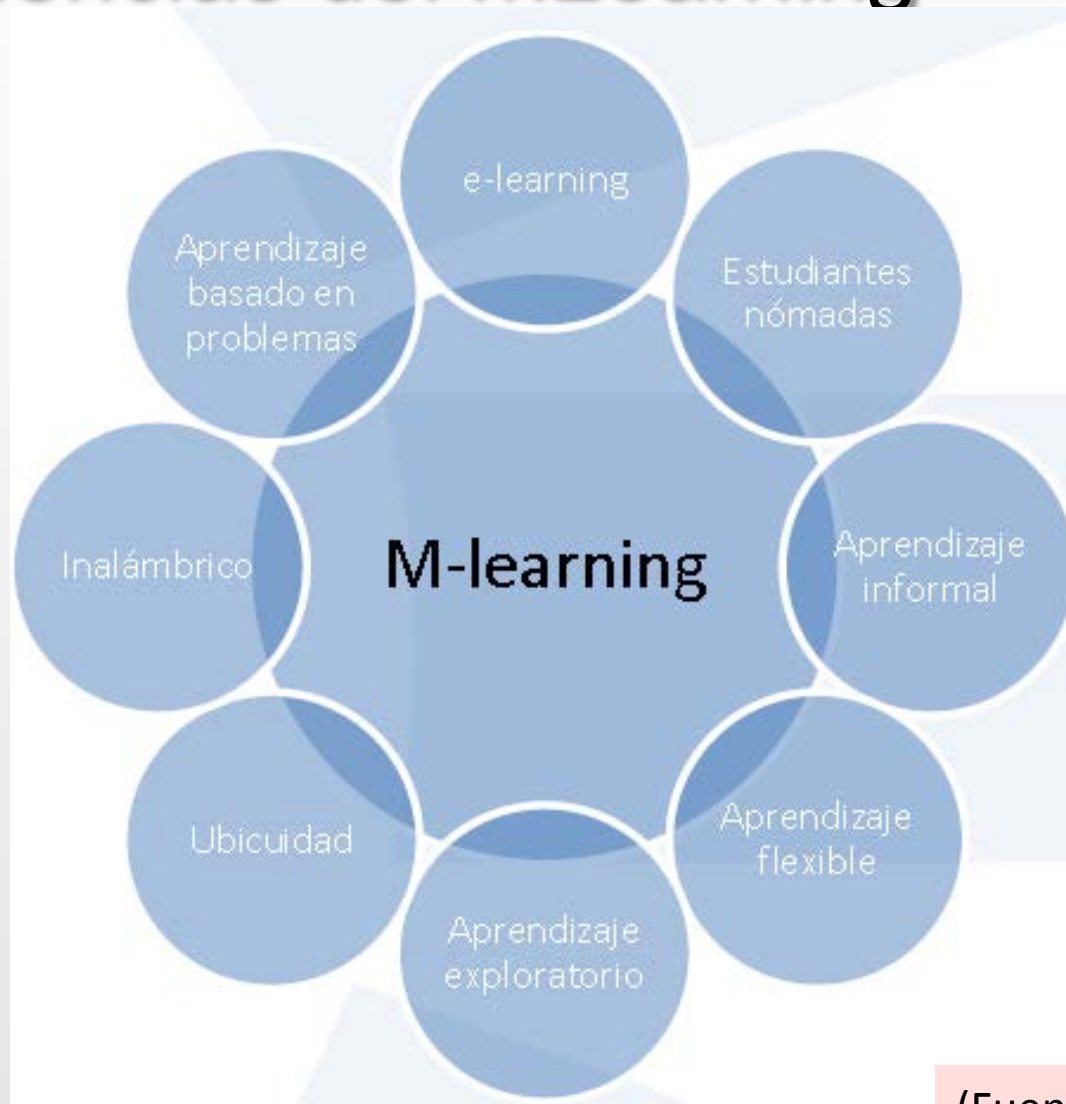 e-learning
Estudiantes
nómadas
Aprendizaje
informal
Aprendizaje
flexible
Aprendizaje
exploratorio
Ubicuidad
Inalámbrico
Aprendizaje
basado en
problemas
M-learning